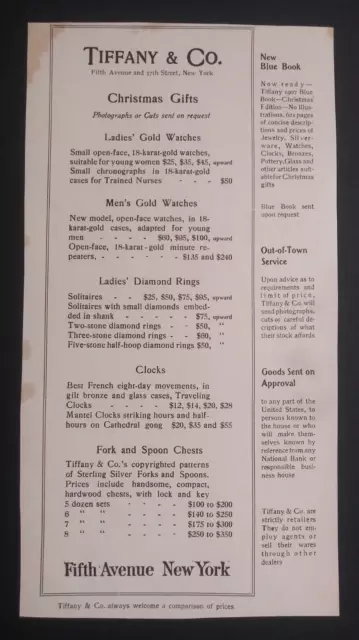 TIFFANY & CO.
Fifth Avenue and 37th Street, New York
Christmas Gifts
Photographs or Cuts sent on request
Ladies' Gold Watches
Small open-face, 18-karat-gold watches,
suitable for young women $25, $35, $45, upward
Small chronographs in 18-karat-gold
cases for Trained Nurses - - - $50
Men's Gold Watches
New model, open-face watches, in 18-
karat-gold cases, adapted for young
men - - - - - $60, $95, $100, upward
Open-face, 18-karat-gold minute re-
peaters, - - - - - $135 and $240
Ladies' Diamond Rings
Solitaires - - $25, $50, $75, $95, upward
Solitaires with small diamonds embed-
ded in shank - - - - $75, upward
Two-stone diamond rings - - $50, "
Three-stone diamond rings - - $60, "
Five-stone half-hoop diamond rings $50, "
Clocks
Best French eight-day movements, in
gilt bronze and glass cases, Traveling
Clocks - - - - $12, $14, $20, $28
Mantel Clocks striking hours and half-
hours on Cathedral gong $20, $35 and $55
Fork and Spoon Chests
Tiffany & Co.'s copyrighted patterns
of Sterling Silver Forks and Spoons.
Prices include handsome, compact,
hardwood chests, with lock and key
5 dozen sets - - - - $100 to $200
6 " " - - - - $140 to $250
7 " " - - - - $175 to $300
8 " " - - - - $250 to $350
Fifth Avenue New York
Tiffany & Co. always welcome a comparison of prices
New
Blue Book
Now ready—
Tiffany 1907 Blue
Book—Christmas
Edition—No illus-
trations, 621 pages
of concise descrip-
tions and prices of
Jewelry, Silver-
ware, Watches,
Clocks, Bronzes,
Pottery, Glass and
other articles suit-
able for Christmas
gifts
Blue Book sent
upon request
Out-of-Town
Service
Upon advice as to
requirements and
limit of price,
Tiffany & Co. will
send photographs,
cuts or careful de-
scriptions of what
their stock affords
Goods Sent on
Approval
to any part of the
United States, to
persons known to
the house or who
will make them-
selves known by
reference from any
National Bank or
responsible busi-
ness house
Tiffany & Co. are
strictly retailers
They do not em-
ploy agents or
sell their wares
through other
dealers